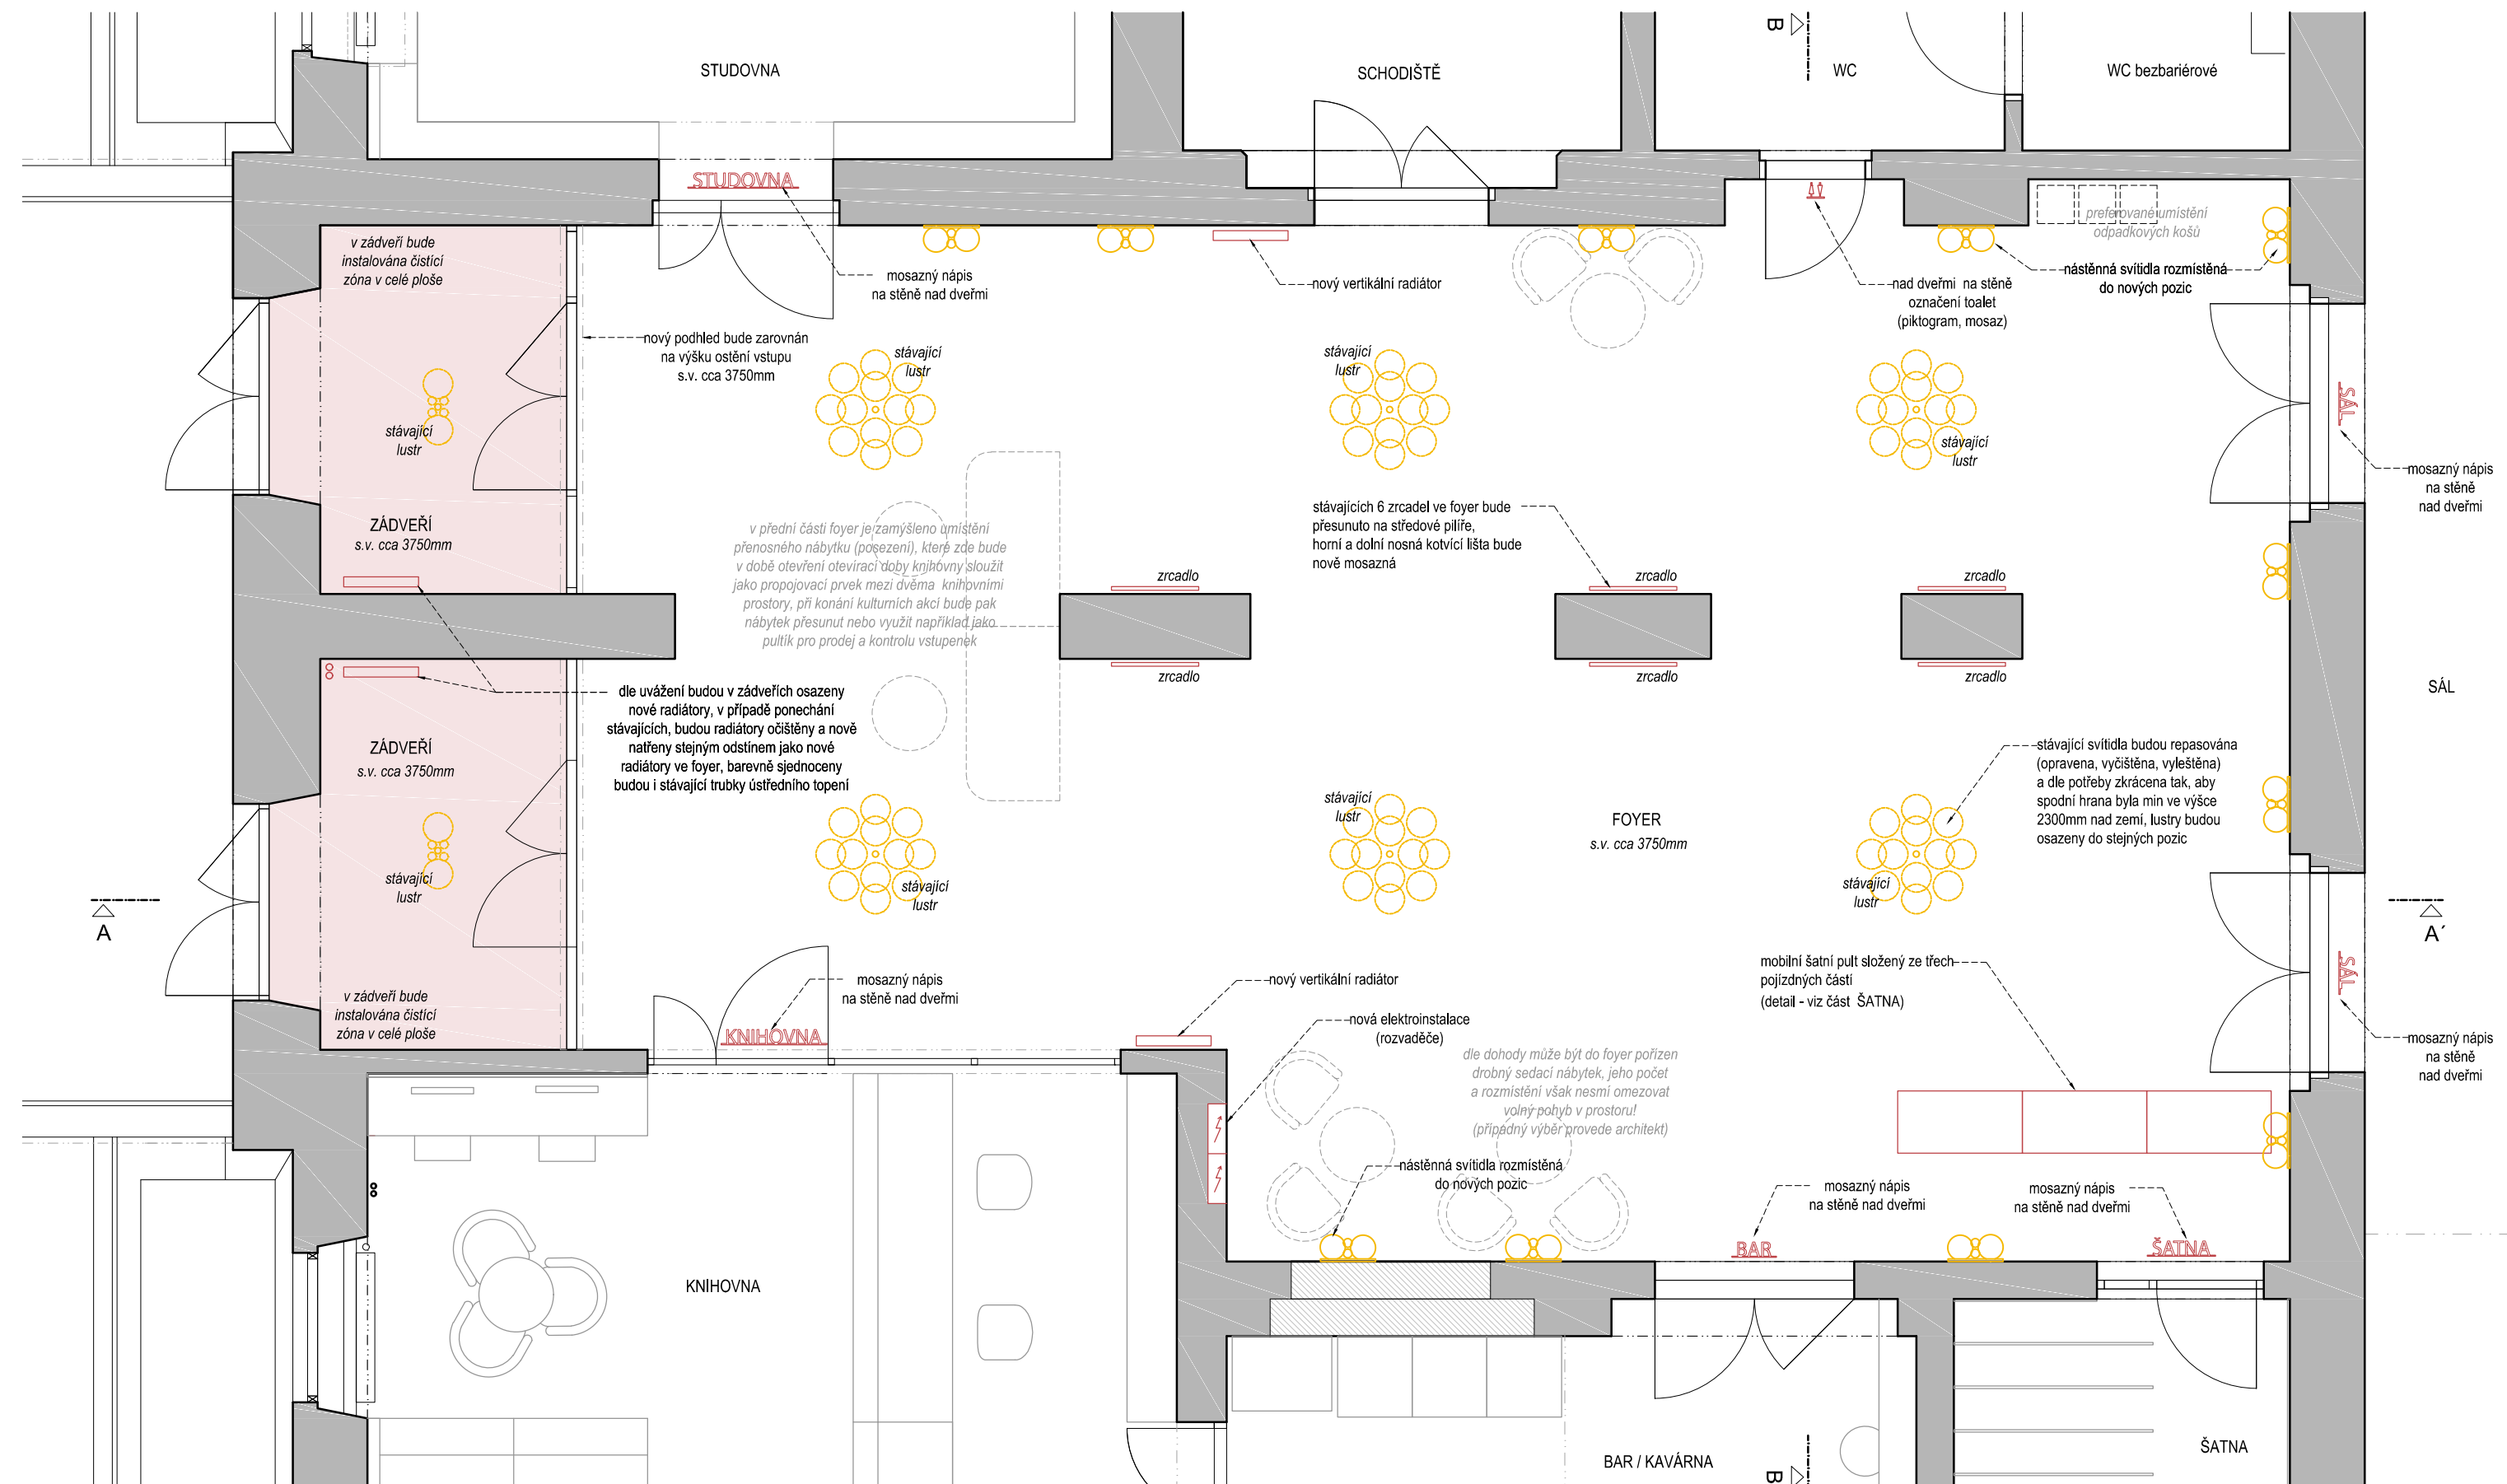 STUDOVNA
SCHODIŠTĚ
B
WC
WC bezbariérové
STUDOVNA
v zádveří bude
instalována čistící
zóna v celé ploše
mosazný nápis
na stěně nad dveřmi
nový vertikální radiátor
nad dveřmi na stěně
označení toalet
(piktogram, mosaz)
preferované umístění
odpadkových košů
nástěnná svítidla rozmístěná
do nových pozic
nový podhled bude zarovnán
na výšku ostění vstupu
s.v. cca 3750mm
stávající
lustr
stávající
lustr
stávající
lustr
stávající
lustr
SÁL
mosazný nápis
na stěně
nad dveřmi
ZÁDVEŘÍ
s.v. cca 3750mm
v přední části foyer je zamýšleno umístění
přenosného nábytku (posezení), které zde bude
v době otevření otevírací doby knihovny sloužit
jako propojovací prvek mezi dvěma knihovními
prostory, při konání kulturních akcí bude pak
nábytek přesunut nebo využit například jako
pultík pro prodej a kontrolu vstupenek
stávajících 6 zrcadel ve foyer bude
přesunuto na středové pilíře,
horní a dolní nosná kotvící lišta bude
nově mosazná
zrcadlo
zrcadlo
zrcadlo
zrcadlo
zrcadlo
zrcadlo
SÁL
dle uvážení budou v zádveřích osazeny
nové radiátory, v případě ponechání
stávajících, budou radiátory očištěny a nově
natřeny stejným odstínem jako nové
radiátory ve foyer, barevně sjednoceny
budou i stávající trubky ústředního topení
ZÁDVEŘÍ
s.v. cca 3750mm
stávající svítidla budou repasována
(opravena, vyčištěna, vyleštěna)
a dle potřeby zkrácena tak, aby
spodní hrana byla min ve výšce
2300mm nad zemí, lustry budou
osazeny do stejných pozic
stávající
lustr
FOYER
s.v. cca 3750mm
stávající
lustr
stávající
lustr
stávající
lustr
A
A´
v zádveří bude
instalována čistící
zóna v celé ploše
mosazný nápis
na stěně nad dveřmi
KNIHOVNA
nový vertikální radiátor
nová elektroinstalace
(rozvaděče)
mobilní šatní pult složený ze třech
pojízdných částí
(detail - viz část ŠATNA)
SÁL
mosazný nápis
na stěně
nad dveřmi
dle dohody může být do foyer pořízen
drobný sedací nábytek, jeho počet
a rozmístění však nesmí omezovat
volný pohyb v prostoru!
(případný výběr provede architekt)
nástěnná svítidla rozmístěná
do nových pozic
mosazný nápis
na stěně nad dveřmi
mosazný nápis
na stěně nad dveřmi
BAR
ŠATNA
KNIHOVNA
BAR / KAVÁRNA
B
ŠATNA